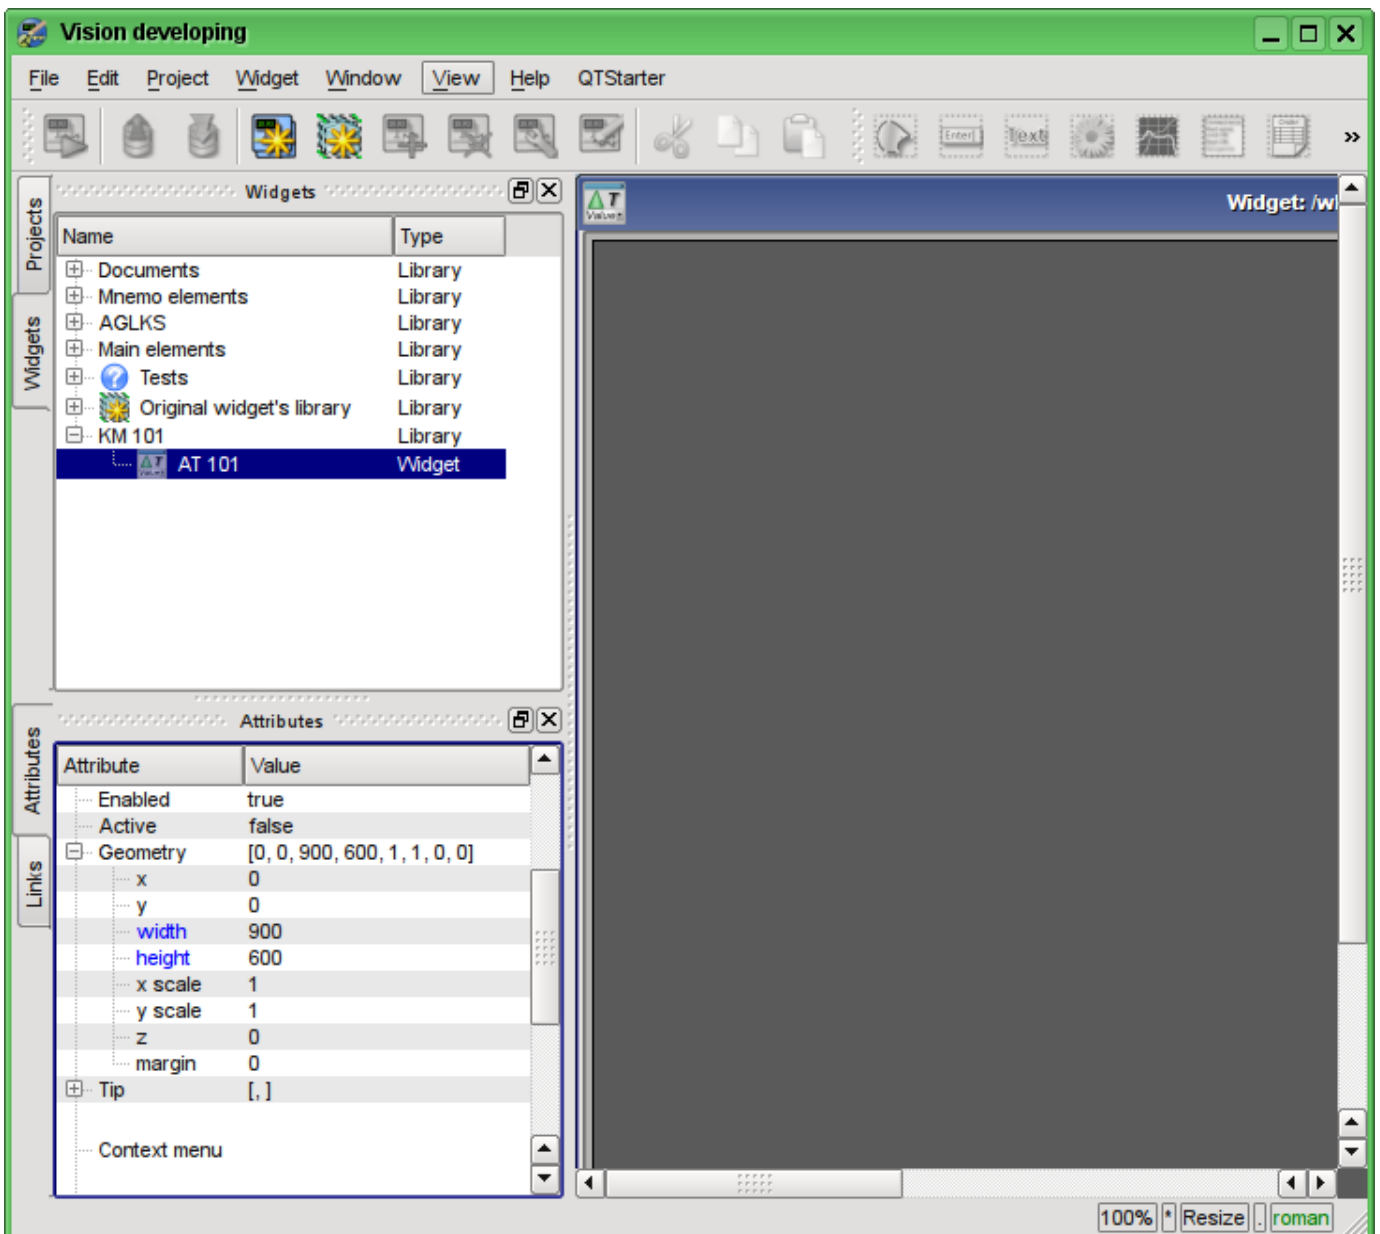 Vision developing
File Edit Project Widget Window View Help QTStarter
Enter Text
»
Projects
Widgets
Widgets
Name Type
Documents Library
Mnemo elements Library
AGLKS Library
Main elements Library
Tests Library
Original widget's library Library
KM 101 Library
AT 101 Widget
Attributes
Links
Attributes
Attribute Value
Enabled true
Active false
Geometry [0, 0, 900, 600, 1, 1, 0, 0]
x 0
y 0
width 900
height 600
x scale 1
y scale 1
z 0
margin 0
Tip [, ]
Context menu
Widget: /wl
100% * Resize . roman